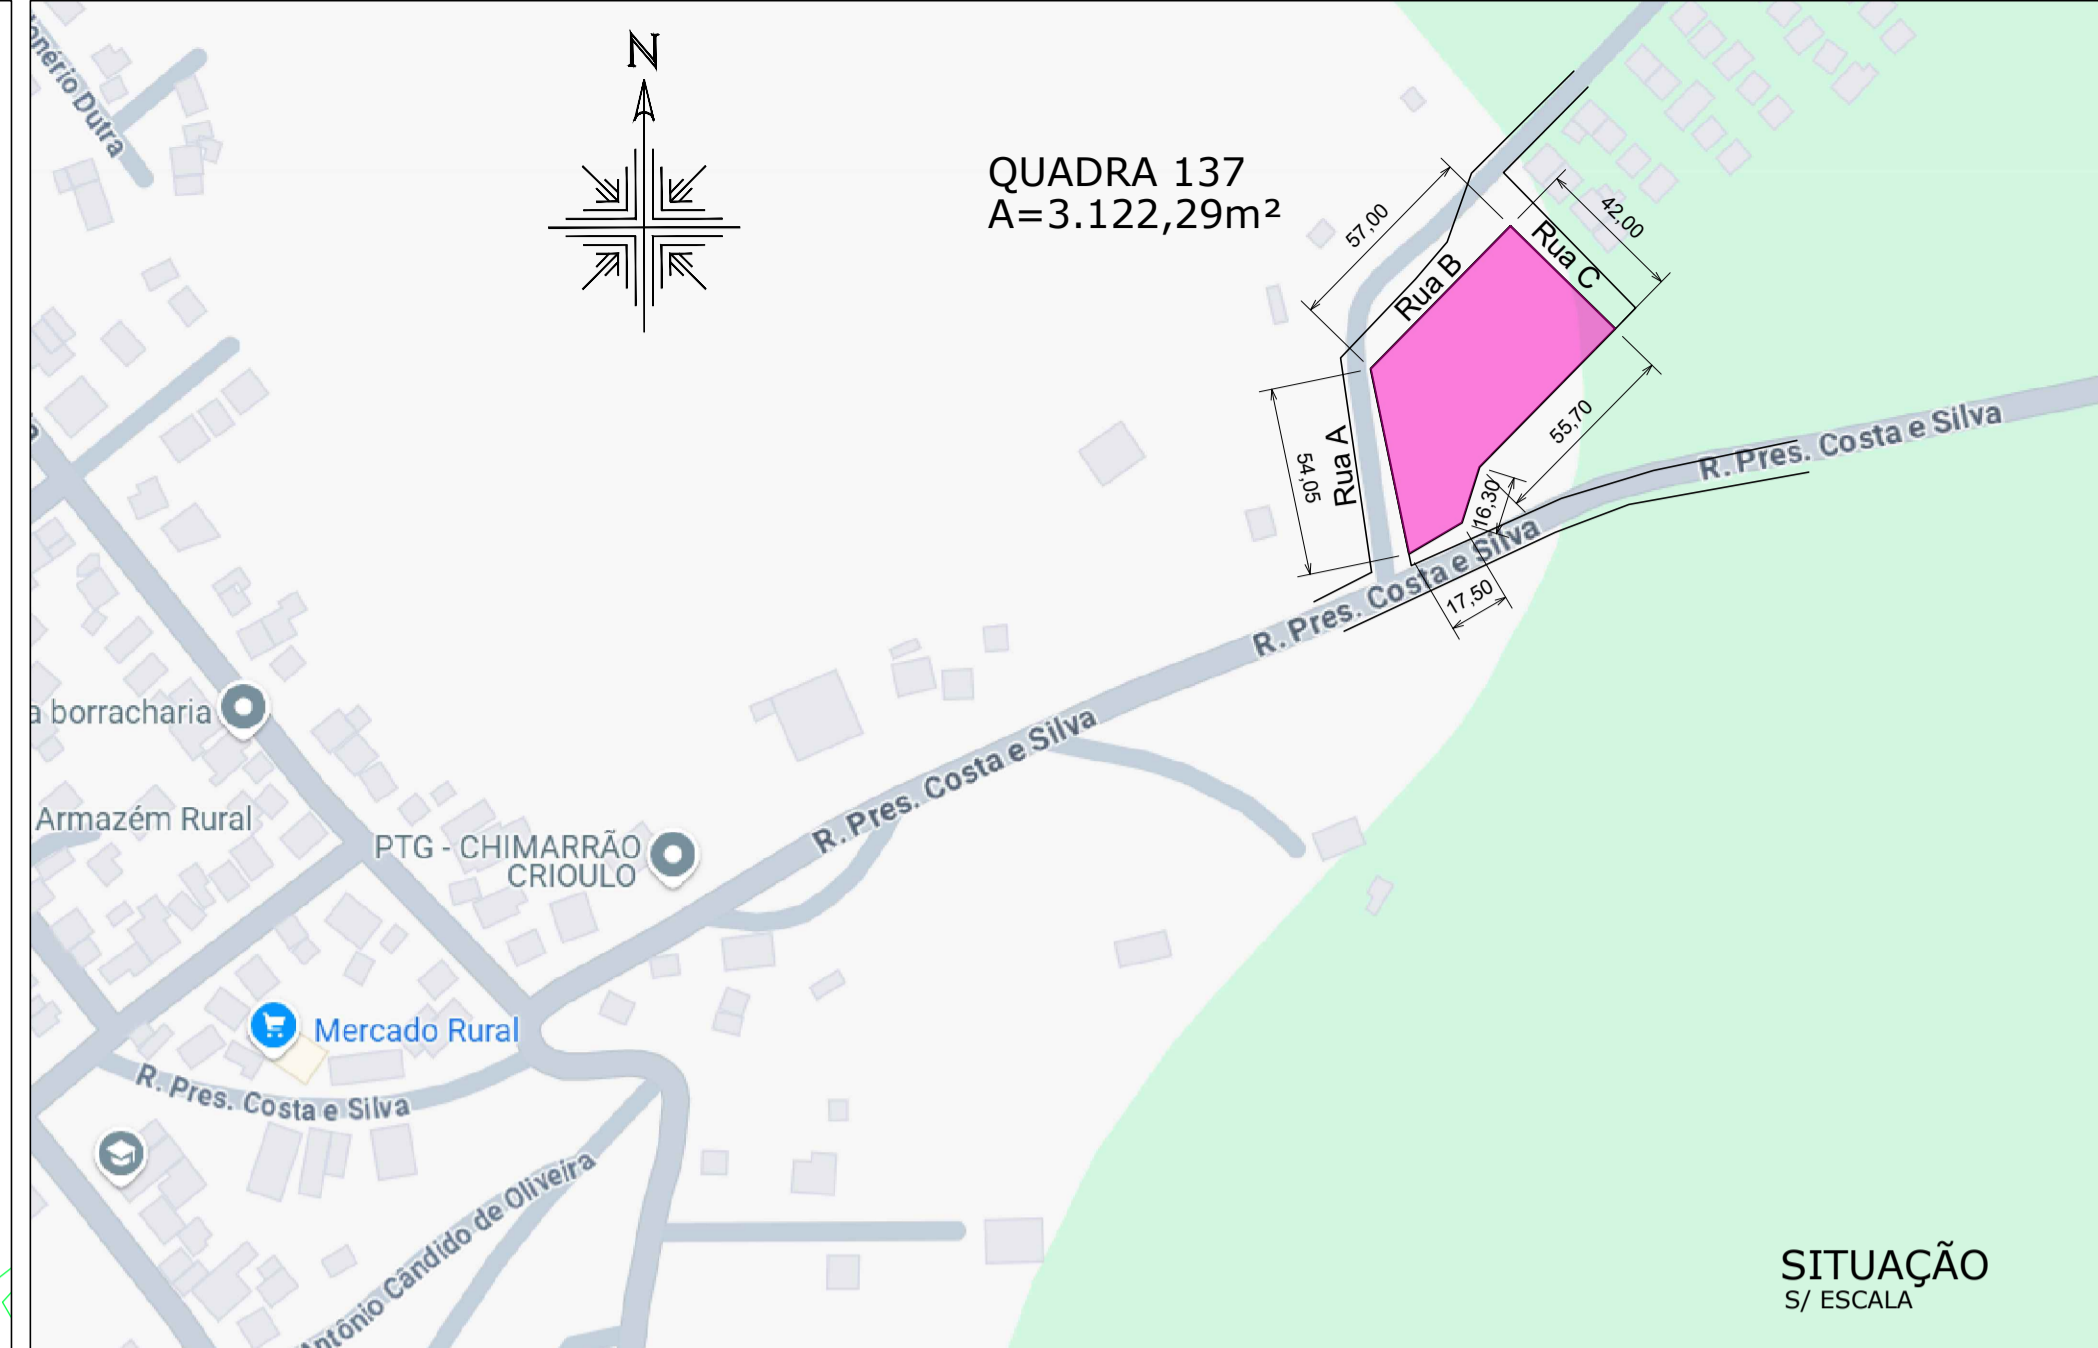 N
QUADRA 137
A=3.122,29m²
57,00
42,00
Rua B
Rua C
54,05
Rua A
55,70
16,30
17,50
R. Pres. Costa e Silva
R. Pres. Costa e Silva
R. Pres. Costa e Silva
Dutra
a borracharia
Armazém Rural
PTG - CHIMARRÃO
CRIOULO
Mercado Rural
R. Pres. Costa e Silva
Antônio Cândido de Oliveira
SITUAÇÃO
S/ ESCALA